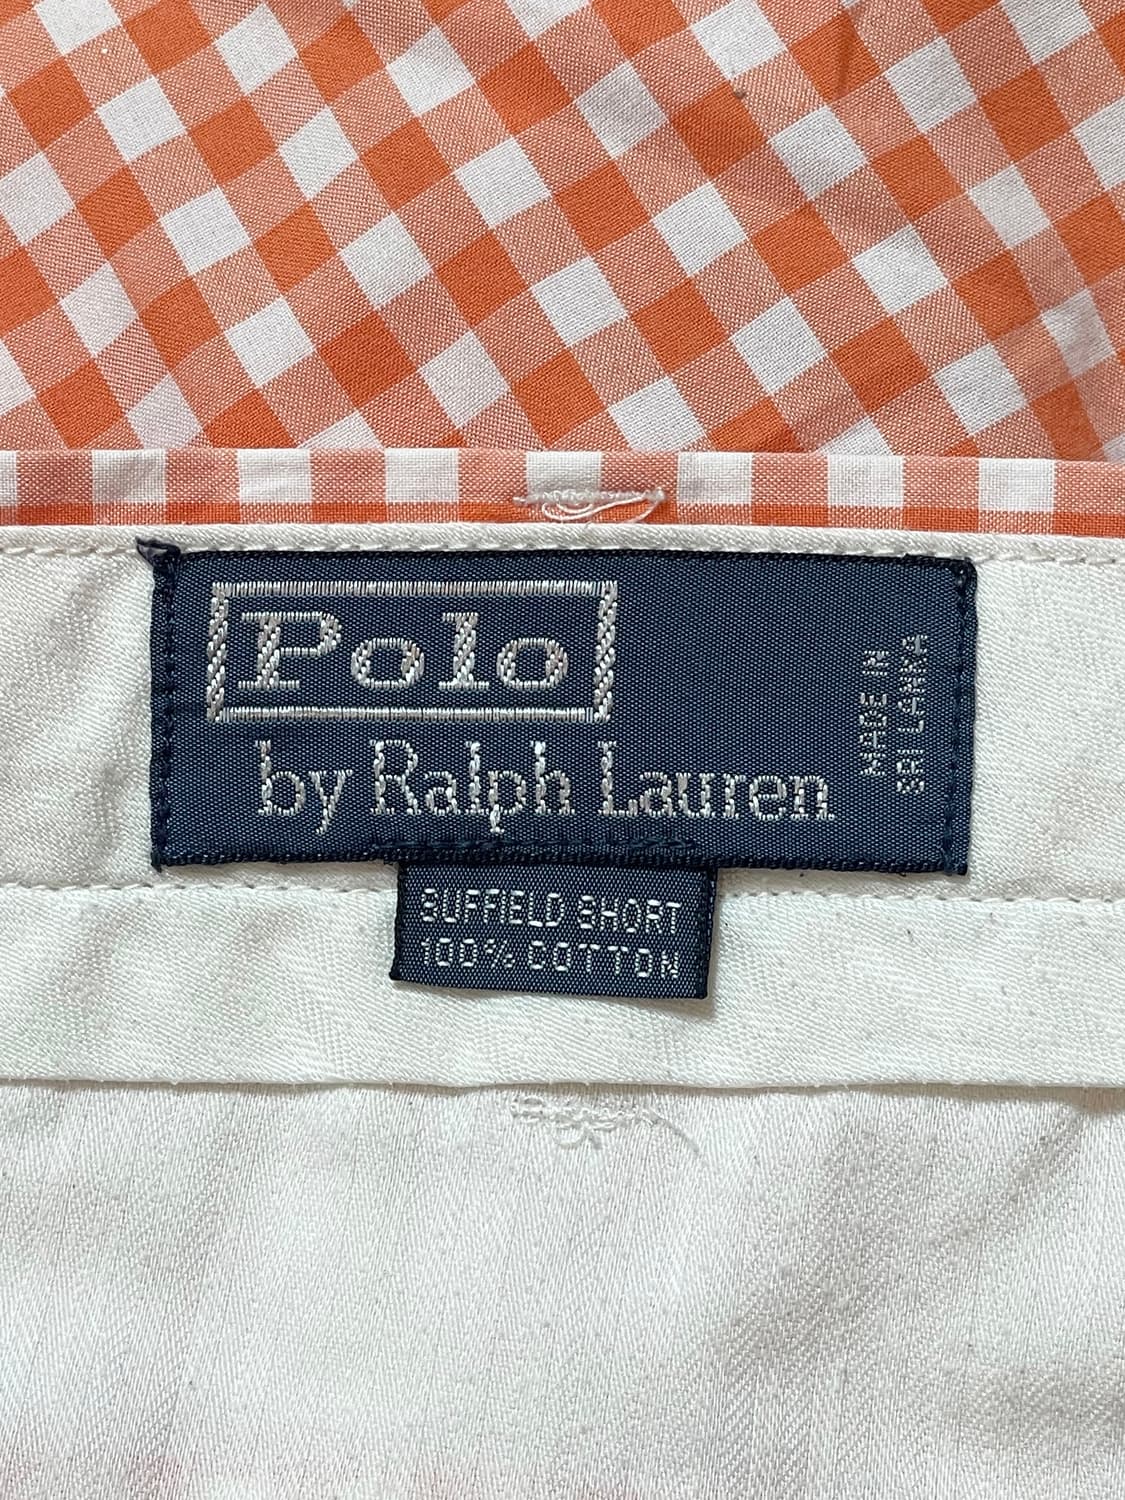 Polo
by Ralph Lauren
MADE IN
SRI LANKA
SUFFIELD SHORT
100% COTTON